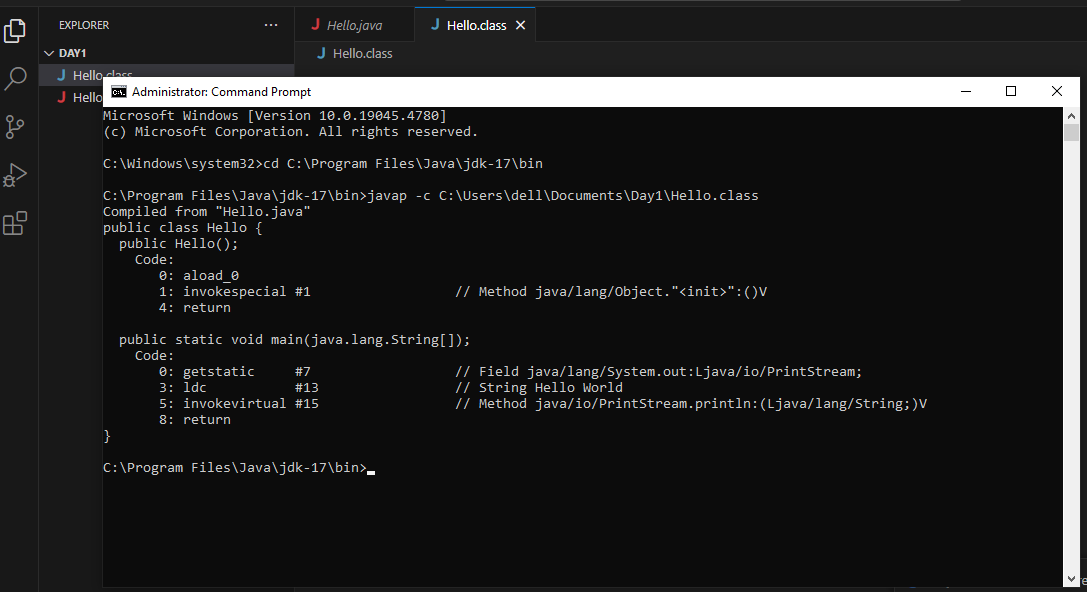 EXPLORER
Hello.java
Hello.class
DAY1
Hello.class
Hello.class
Hello
Administrator: Command Prompt
Microsoft Windows [Version 10.0.19045.4780]
(c) Microsoft Corporation. All rights reserved.
C:\Windows\system32>cd C:\Program Files\Java\jdk-17\bin
C:\Program Files\Java\jdk-17\bin>javap -c C:\Users\dell\Documents\Day1\Hello.class
Compiled from "Hello.java"
public class Hello {
  public Hello();
    Code:
       0: aload_0
       1: invokespecial #1                  // Method java/lang/Object."<init>":()V
       4: return
  public static void main(java.lang.String[]);
    Code:
       0: getstatic     #7                  // Field java/lang/System.out:Ljava/io/PrintStream;
       3: ldc           #13                 // String Hello World
       5: invokevirtual #15                 // Method java/io/PrintStream.println:(Ljava/lang/String;)V
       8: return
}
C:\Program Files\Java\jdk-17\bin>